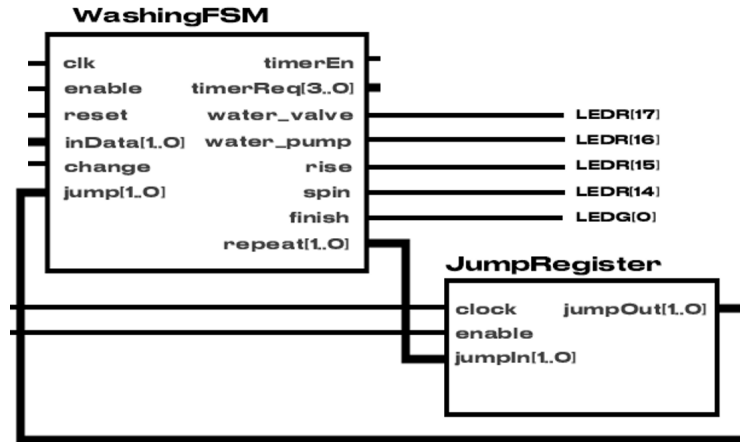 WashingFSM
clk timerEn
enable timerReq[3..0]
reset water_valve LEDR[17]
inData[1..0] water_pump LEDR[16]
change rise LEDR[15]
jump[1..0] spin LEDR[14]
finish LEDG[0]
repeat[1..0]
JumpRegister
clock jumpOut[1..0]
enable
jumpIn[1..0]